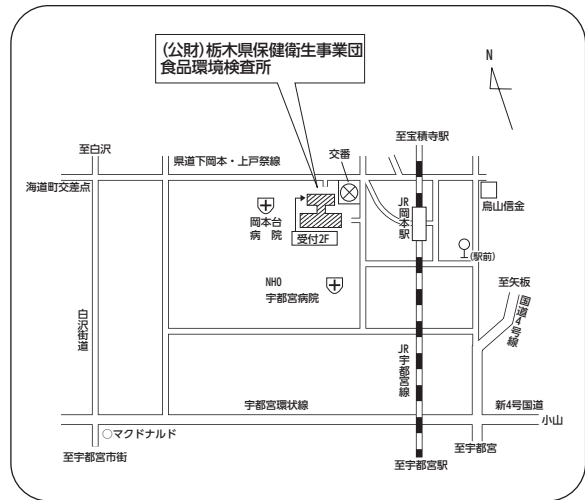 (公財)栃木県保健衛生事業団
食品環境検査所
N
至宝積寺駅
至白沢
県道下岡本・上戸祭線
交番
海道町交差点
烏山信金
JR岡本駅
岡本台
病院
受付2F
(駅前)
NHO
宇都宮病院
至矢板
国道4号線
白沢街道
JR宇都宮線
宇都宮環状線
新4号国道
小山
○マクドナルド
至宇都宮市街
至宇都宮駅
至宇都宮